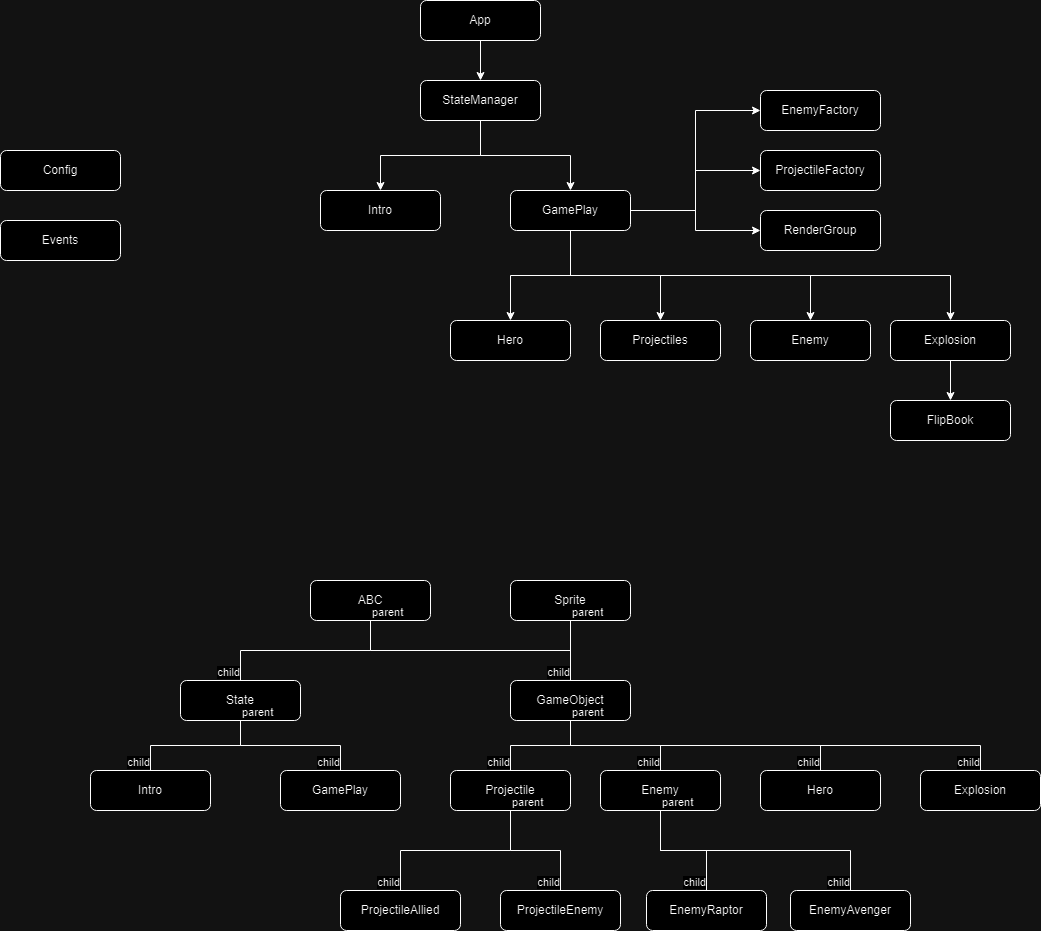 App
StateManager
EnemyFactory
Config
ProjectileFactory
Intro
GamePlay
Events
RenderGroup
Hero
Projectiles
Enemy
Explosion
FlipBook
ABC
parent
Sprite
parent
child
child
State
parent
GameObject
parent
child
child
child
child
child
child
Intro
GamePlay
Projectile
parent
Enemy
parent
Hero
Explosion
child
child
child
child
ProjectileAllied
ProjectileEnemy
EnemyRaptor
EnemyAvenger